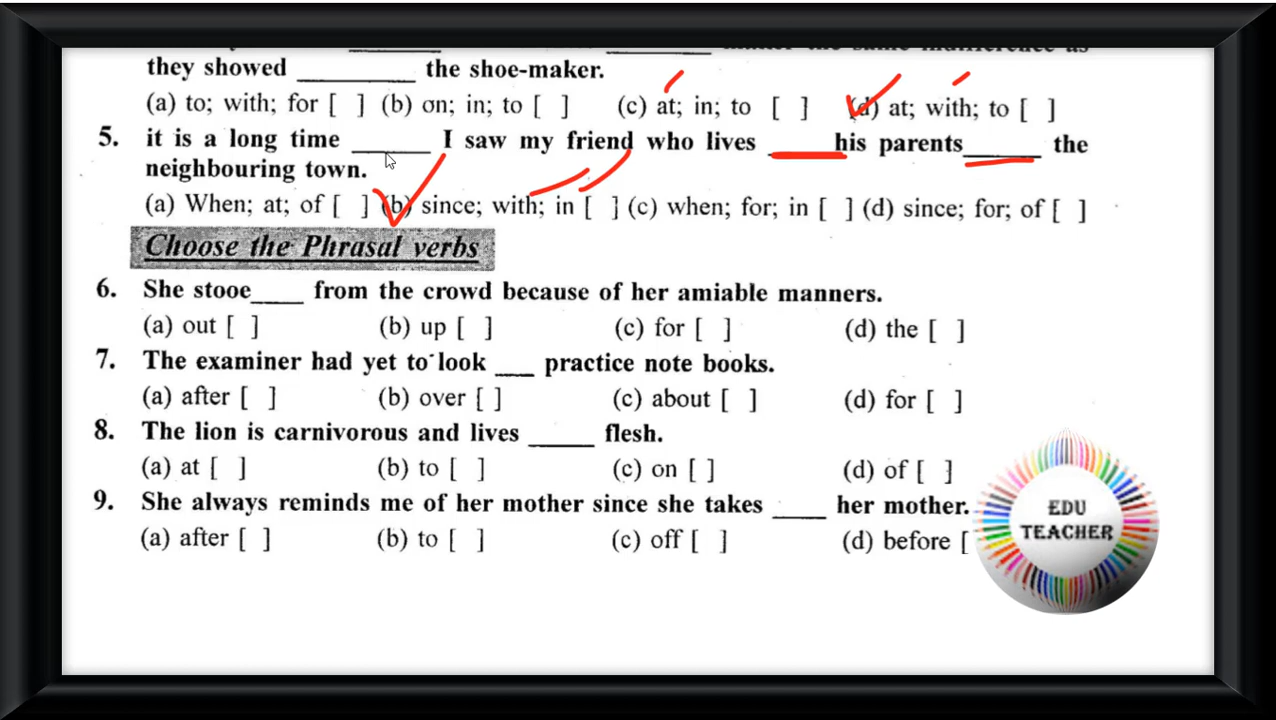 they showed __________ the shoe-maker.
(a) to; with; for [ ] (b) on; in; to [ ] (c) at; in; to [ ] (d) at; with; to [ ]
5. it is a long time ______ I saw my friend who lives ______ his parents ______ the
neighbouring town.
(a) When; at; of [ ] (b) since; with; in [ ] (c) when; for; in [ ] (d) since; for; of [ ]
Choose the Phrasal verbs
6. She stooe____ from the crowd because of her amiable manners.
(a) out [ ] (b) up [ ] (c) for [ ] (d) the [ ]
7. The examiner had yet to look ___ practice note books.
(a) after [ ] (b) over [ ] (c) about [ ] (d) for [ ]
8. The lion is carnivorous and lives _____ flesh.
(a) at [ ] (b) to [ ] (c) on [ ] (d) of [ ]
9. She always reminds me of her mother since she takes ____ her mother.
(a) after [ ] (b) to [ ] (c) off [ ] (d) before [
EDU
TEACHER